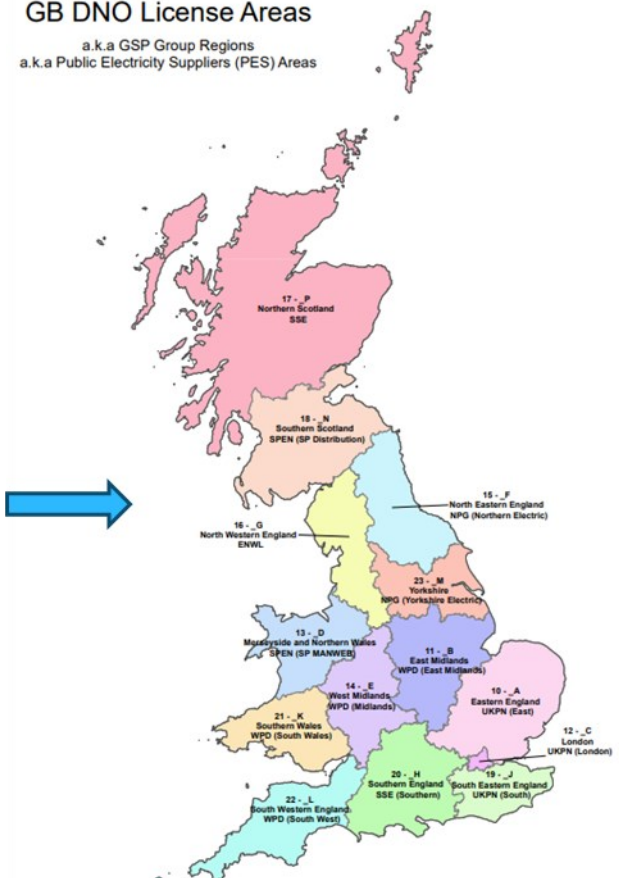 GB DNO License Areas
a.k.a GSP Group Regions
a.k.a Public Electricity Suppliers (PES) Areas
17 - _P
Northern Scotland
SSE
18 - _N
Southern Scotland
SPEN (SP Distribution)
15 - _F
North Eastern England
NPG (Northern Electric)
16 - _G
North Western England
ENWL
23 - _M
Yorkshire
NPG (Yorkshire Electric)
13 - _D
Merseyside and Northern Wales
SPEN (SP MANWEB)
11 - _B
East Midlands
WPD (East Midlands)
14 - _E
West Midlands
WPD (Midlands)
10 - _A
Eastern England
UKPN (East)
21 - _K
Southern Wales
WPD (South Wales)
12 - _C
London
UKPN (London)
20 - _H
Southern England
SSE (Southern)
19 - _J
South Eastern England
UKPN (South)
22 - _L
South Western England
WPD (South West)